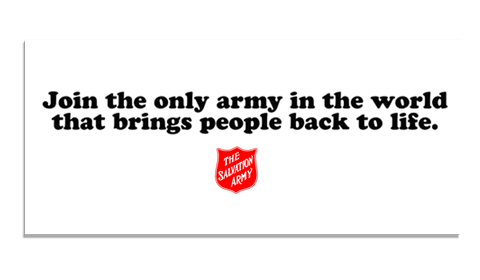 Join the only army in the world
that brings people back to life.
THE
SALVATION
ARMY